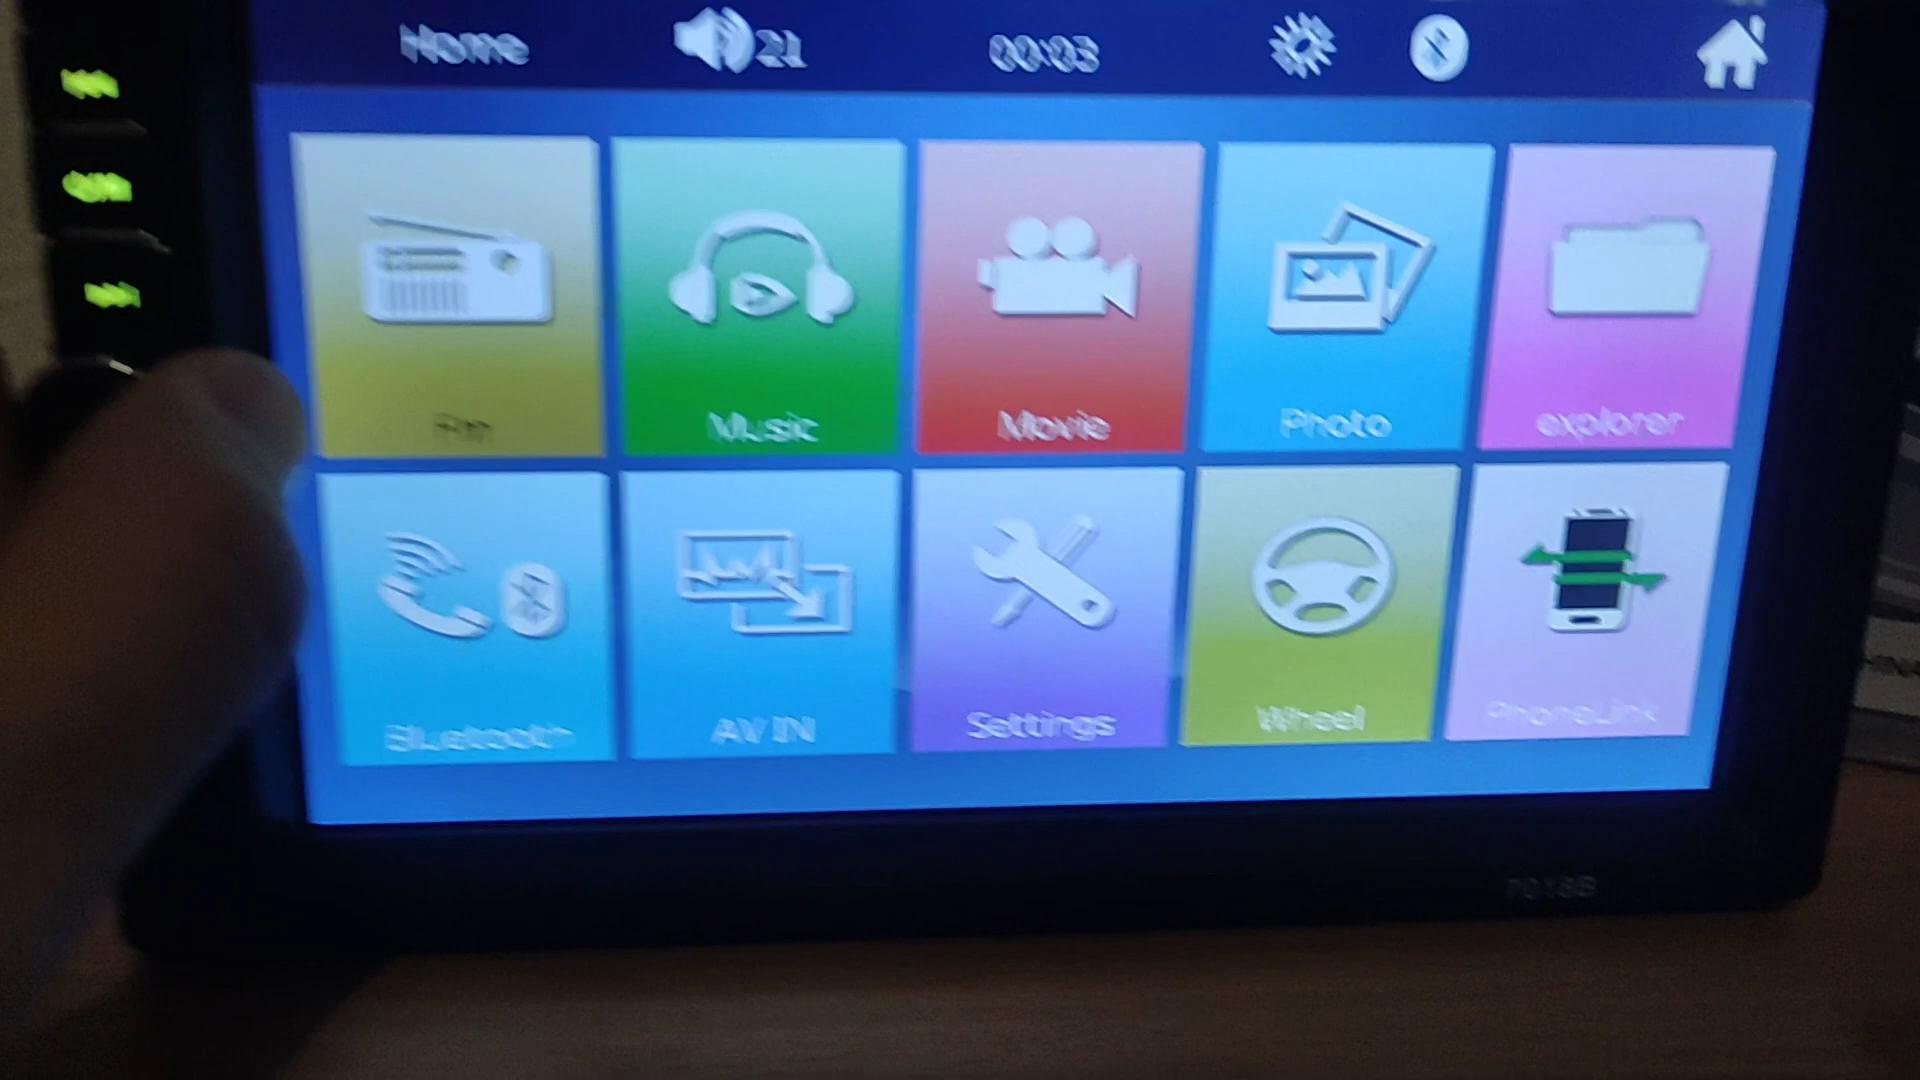 Home 21 00:03
Fm Music Movie Photo explorer
Bluetooth AV IN Settings Wheel PhoneLink
7018B